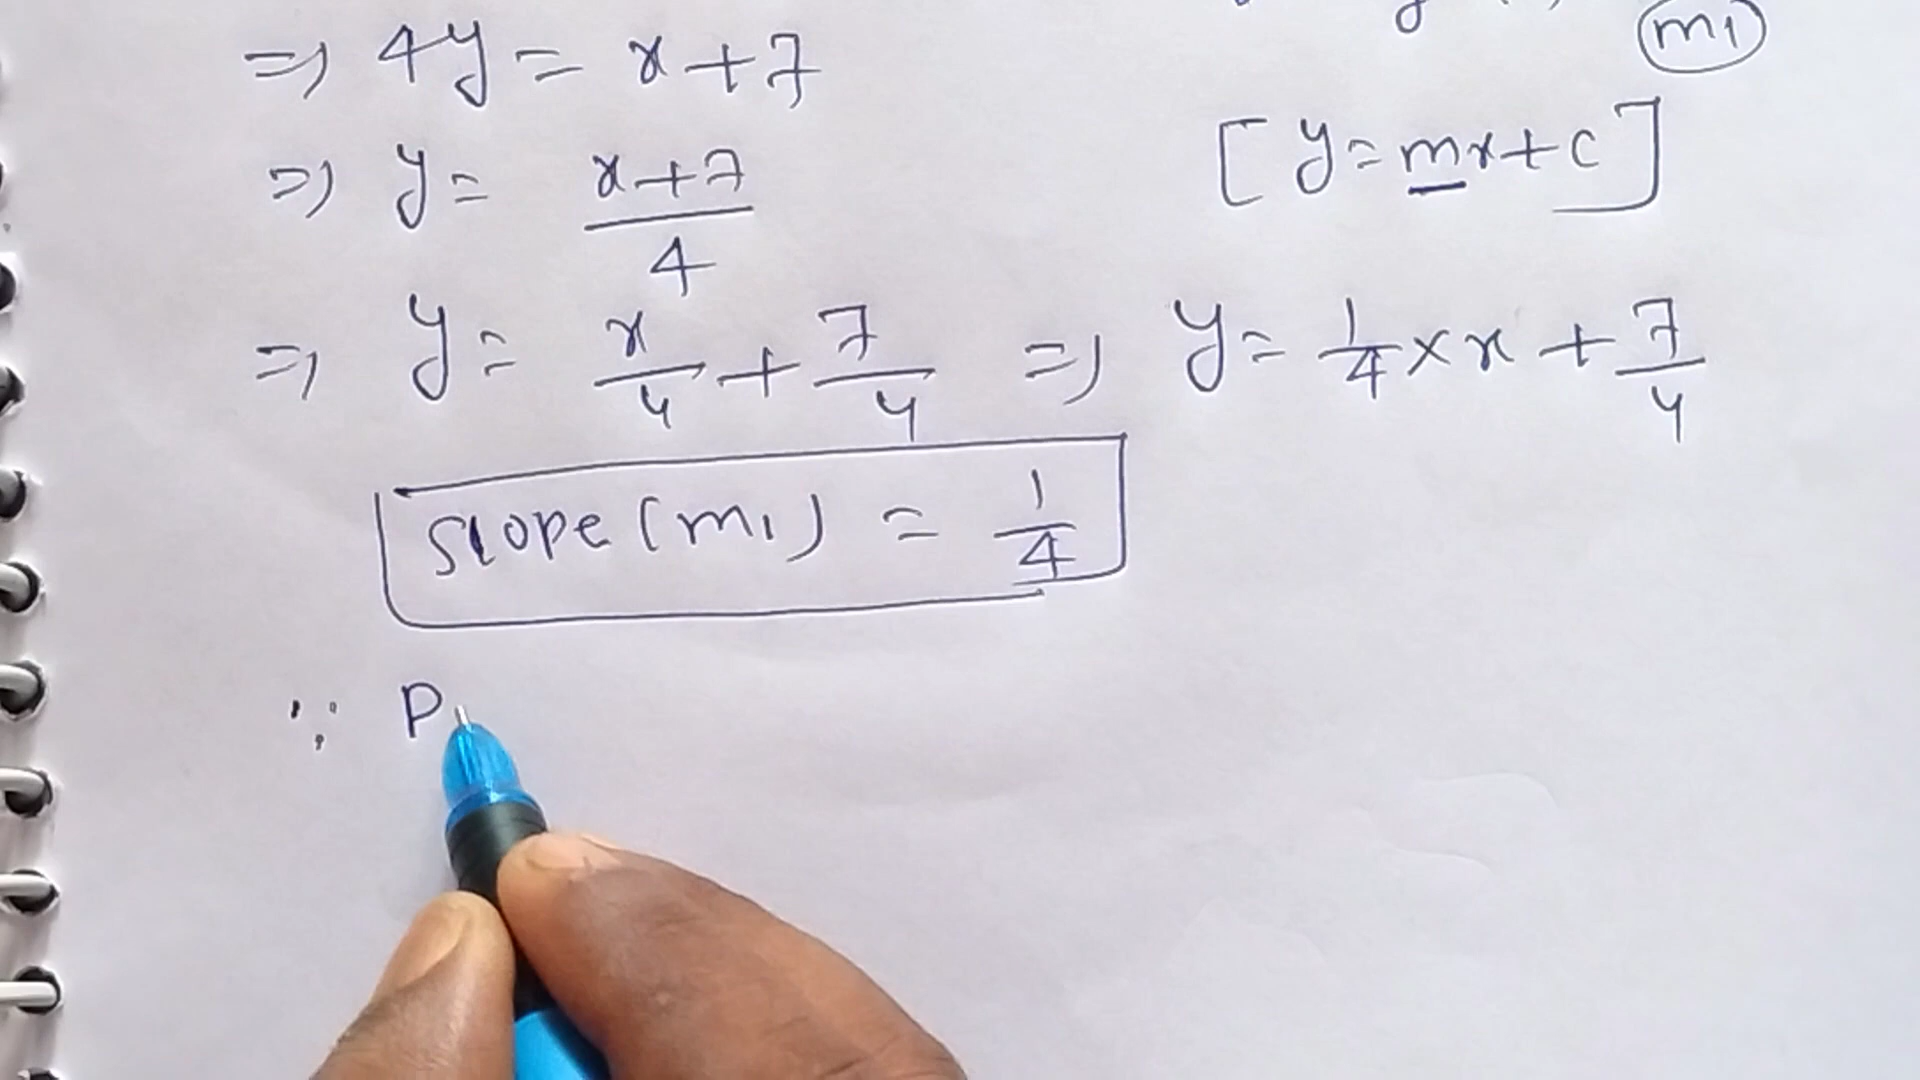 ⇒ 4y = x + 7
m1
⇒ y = x+7/4
[y = mx + c]
⇒ y = x/4 + 7/4 ⇒ y = 1/4 × x + 7/4
slope (m1) = 1/4
∵ P